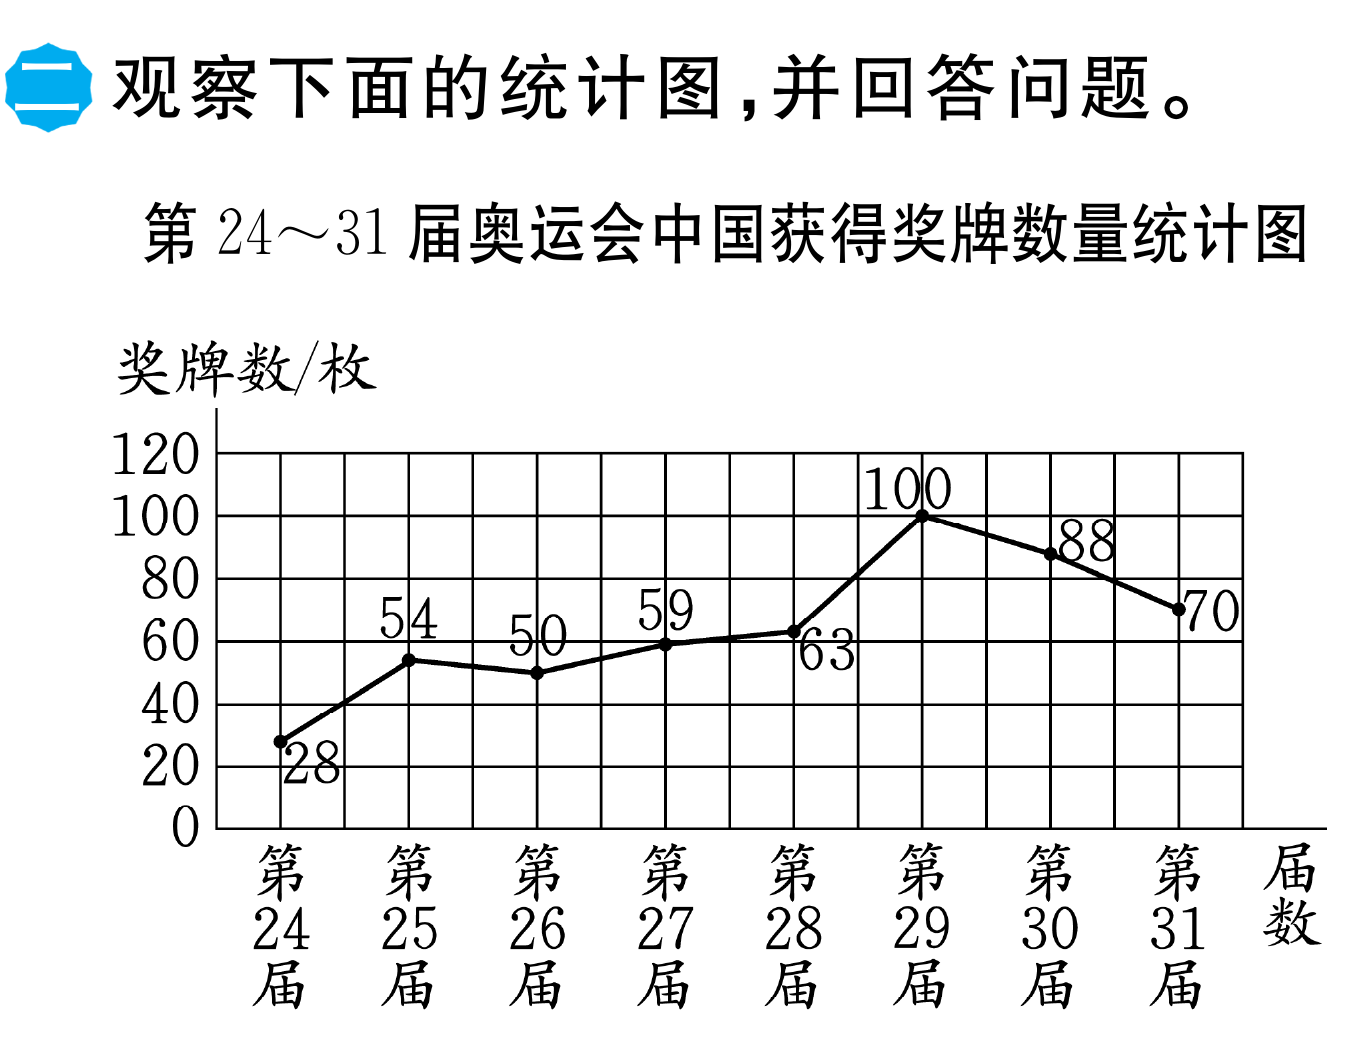 二 观察下面的统计图,并回答问题。
第 24～31 届奥运会中国获得奖牌数量统计图
奖牌数/枚
120
100
80
60
40
20
0
28
54
50
59
63
100
88
70
第24届
第25届
第26届
第27届
第28届
第29届
第30届
第31届
届数